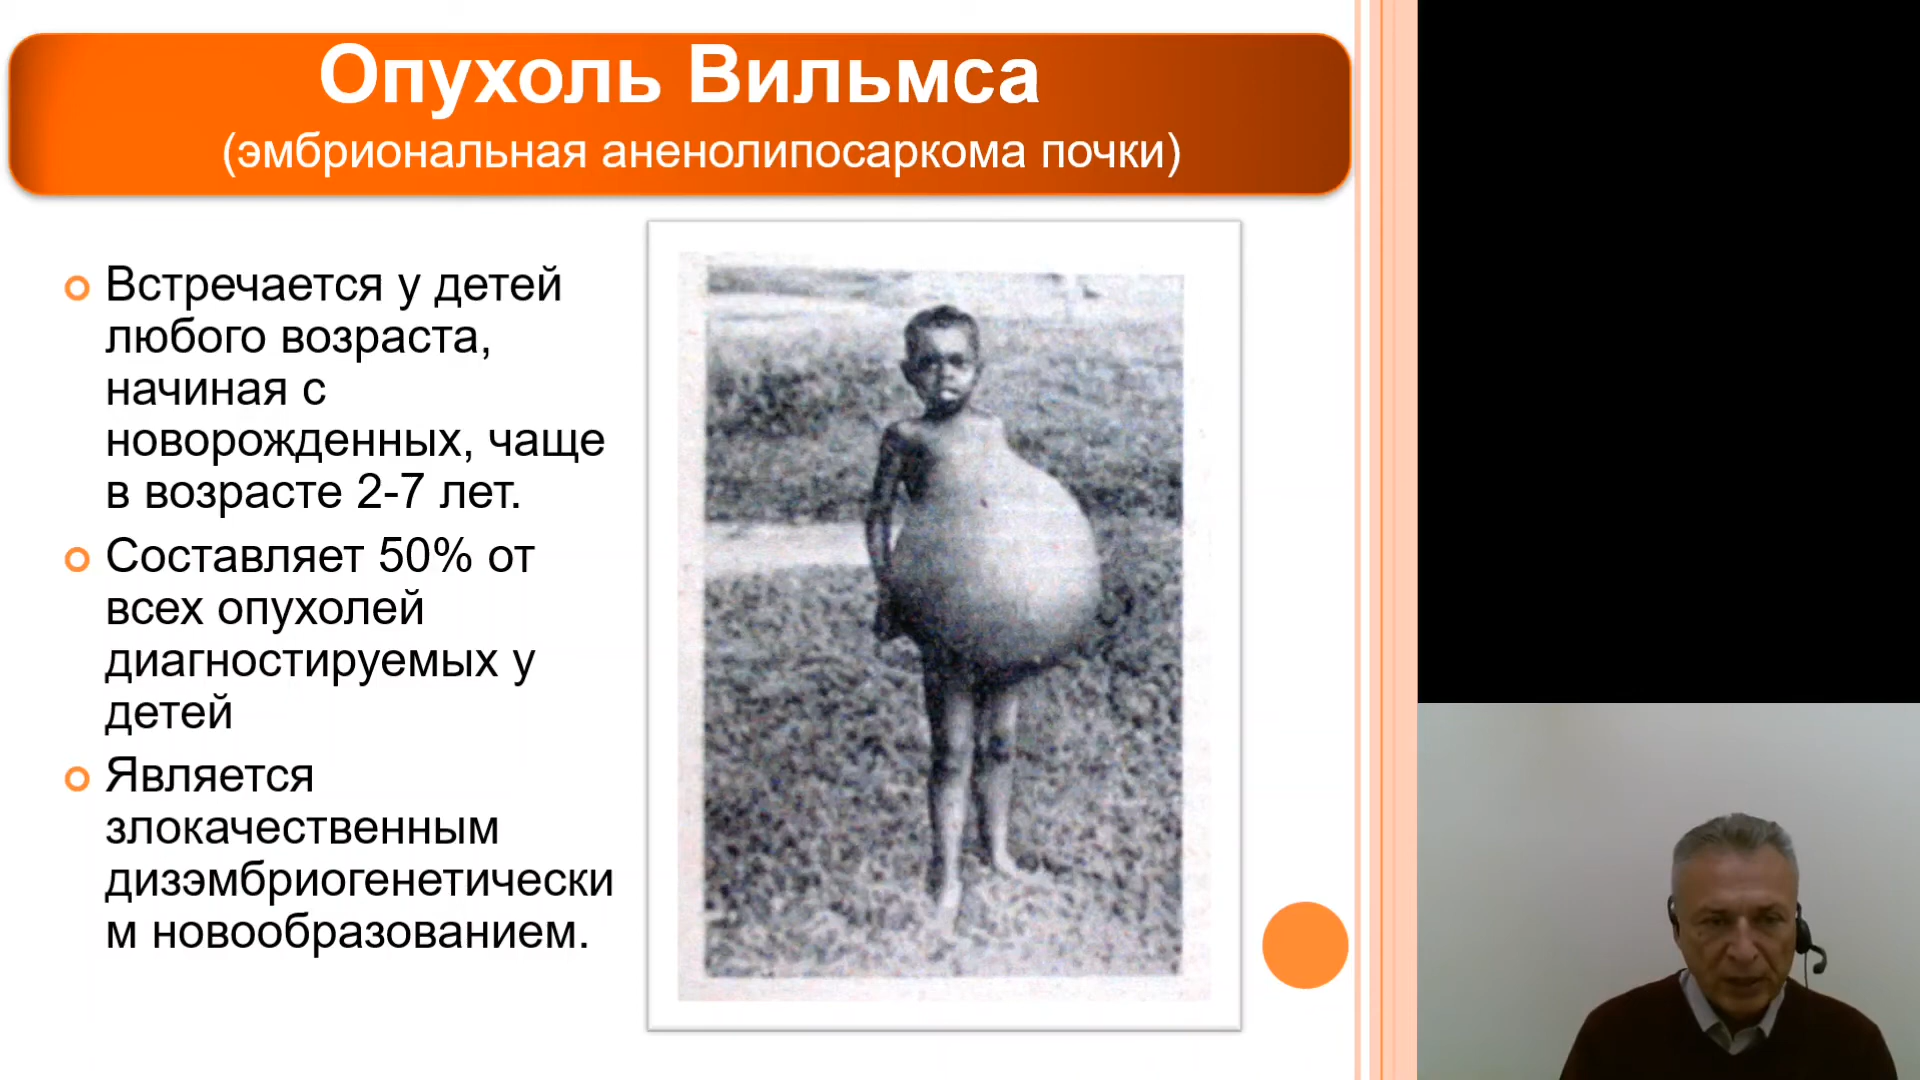 Опухоль Вильмса
(эмбриональная аненолипосаркома почки)
Встречается у детей
любого возраста,
начиная с
новорожденных, чаще
в возрасте 2-7 лет.
Составляет 50% от
всех опухолей
диагностируемых у
детей
Является
злокачественным
дизэмбриогенетически
м новообразованием.